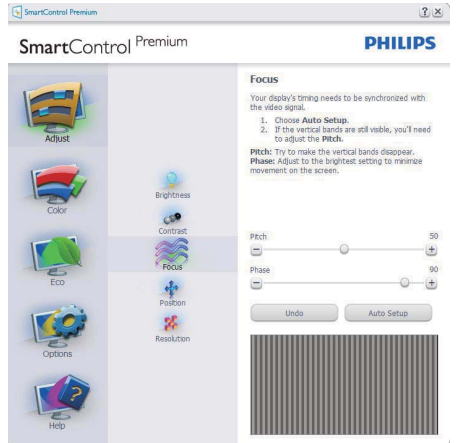 SmartControl Premium
? ×
SmartControl Premium
PHILIPS
Adjust
Color
Eco
Options
Help
Brightness
Contrast
Focus
Position
Resolution
Focus
Your display's timing needs to be synchronized with
the video signal.
1. Choose Auto Setup.
2. If the vertical bands are still visible, you'll need
to adjust the Pitch.
Pitch: Try to make the vertical bands disappear.
Phase: Adjust to the brightest setting to minimize
movement on the screen.
Pitch 50
Phase 90
Undo Auto Setup